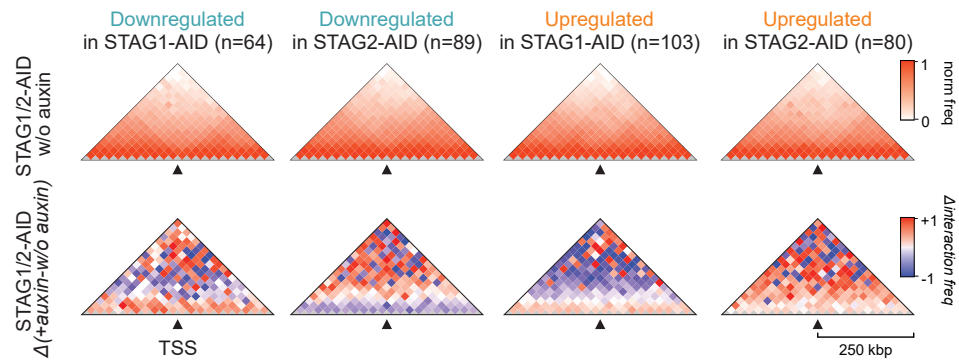 Downregulated
in STAG1-AID (n=64)
Downregulated
in STAG2-AID (n=89)
Upregulated
in STAG1-AID (n=103)
Upregulated
in STAG2-AID (n=80)
STAG1/2-AID
w/o auxin
1
0
norm freq
STAG1/2-AID
Δ(+auxin-w/o auxin)
+1
-1
Δ interaction freq
TSS
250 kbp